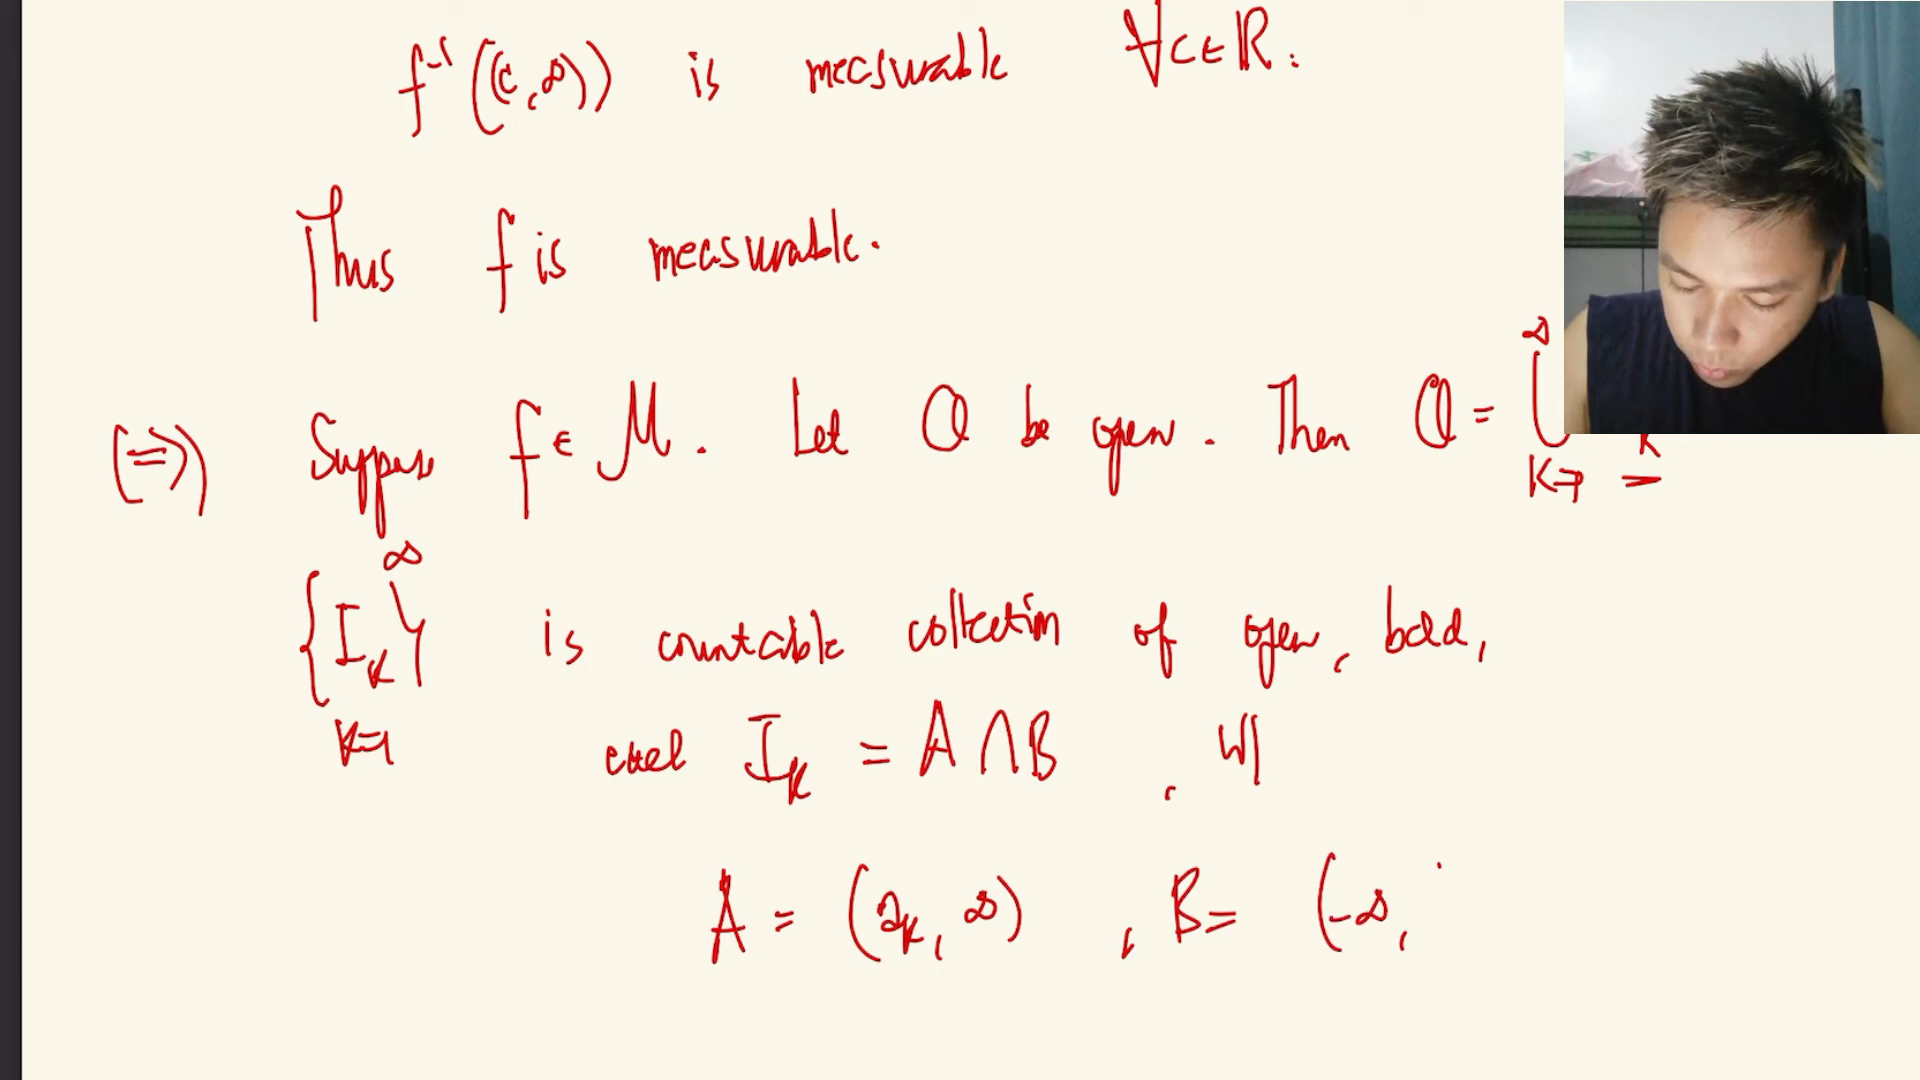 f⁻¹((c,∞)) is measurable ∀c∈ℝ.
Thus f is measurable.
(⇒) Suppose f ∈ M. Let O be open. Then O = ⋃
∞
K=1
K
{I_K}
∞
K=1
is countable collection of open, bdd,
each I_K = A ∩ B , w/
A = (a_K, ∞) , B = (-∞,